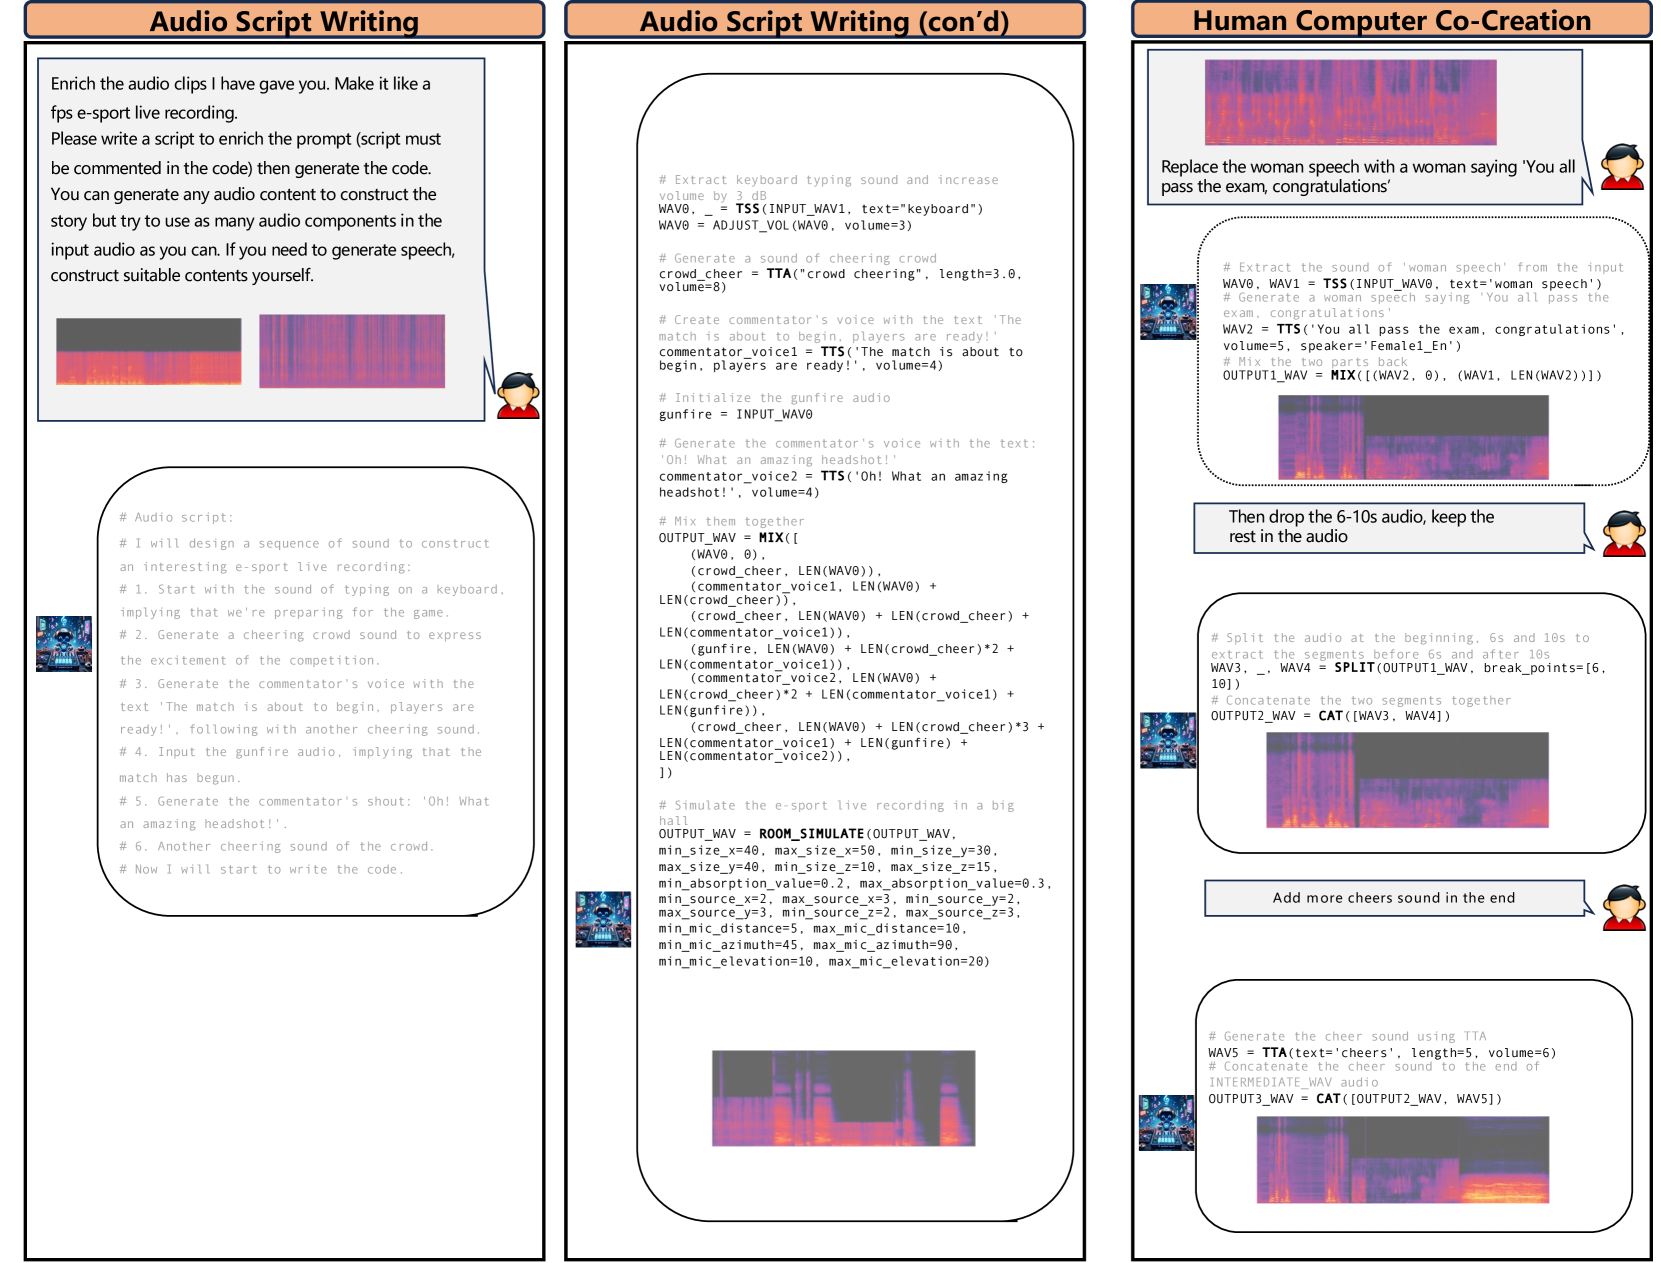 Audio Script Writing
Enrich the audio clips I have gave you. Make it like a
fps e-sport live recording.
Please write a script to enrich the prompt (script must
be commented in the code) then generate the code.
You can generate any audio content to construct the
story but try to use as many audio components in the
input audio as you can. If you need to generate speech,
construct suitable contents yourself.
# Audio script:
# I will design a sequence of sound to construct
an interesting e-sport live recording:
# 1. Start with the sound of typing on a keyboard,
implying that we're preparing for the game.
# 2. Generate a cheering crowd sound to express
the excitement of the competition.
# 3. Generate the commentator's voice with the
text 'The match is about to begin, players are
ready!', following with another cheering sound.
# 4. Input the gunfire audio, implying that the
match has begun.
# 5. Generate the commentator's shout: 'Oh! What
an amazing headshot!'.
# 6. Another cheering sound of the crowd.
# Now I will start to write the code.
Audio Script Writing (con’d)
# Extract keyboard typing sound and increase
volume by 3 dB
WAV0, _ = TSS(INPUT_WAV1, text="keyboard")
WAV0 = ADJUST_VOL(WAV0, volume=3)
# Generate a sound of cheering crowd
crowd_cheer = TTA("crowd cheering", length=3.0,
volume=8)
# Create commentator's voice with the text 'The
match is about to begin, players are ready!'
commentator_voice1 = TTS('The match is about to
begin, players are ready!', volume=4)
# Initialize the gunfire audio
gunfire = INPUT_WAV0
# Generate the commentator's voice with the text:
'Oh! What an amazing headshot!'
commentator_voice2 = TTS('Oh! What an amazing
headshot!', volume=4)
# Mix them together
OUTPUT_WAV = MIX([
(WAV0, 0),
(crowd_cheer, LEN(WAV0)),
(commentator_voice1, LEN(WAV0) +
LEN(crowd_cheer)),
(crowd_cheer, LEN(WAV0) + LEN(crowd_cheer) +
LEN(commentator_voice1)),
(gunfire, LEN(WAV0) + LEN(crowd_cheer)*2 +
LEN(commentator_voice1)),
(commentator_voice2, LEN(WAV0) +
LEN(crowd_cheer)*2 + LEN(commentator_voice1) +
LEN(gunfire)),
(crowd_cheer, LEN(WAV0) + LEN(crowd_cheer)*3 +
LEN(commentator_voice1) + LEN(gunfire) +
LEN(commentator_voice2)),
])
# Simulate the e-sport live recording in a big
hall
OUTPUT_WAV = ROOM_SIMULATE(OUTPUT_WAV,
min_size_x=40, max_size_x=50, min_size_y=30,
max_size_y=40, min_size_z=10, max_size_z=15,
min_absorption_value=0.2, max_absorption_value=0.3,
min_source_x=2, max_source_x=3, min_source_y=2,
max_source_y=3, min_source_z=2, max_source_z=3,
min_mic_distance=5, max_mic_distance=10,
min_mic_azimuth=45, max_mic_azimuth=90,
min_mic_elevation=10, max_mic_elevation=20)
Human Computer Co-Creation
Replace the woman speech with a woman saying 'You all
pass the exam, congratulations’
# Extract the sound of 'woman speech' from the input
WAV0, WAV1 = TSS(INPUT_WAV0, text='woman speech')
# Generate a woman speech saying 'You all pass the
exam, congratulations'
WAV2 = TTS('You all pass the exam, congratulations',
volume=5, speaker='Female1_En')
# Mix the two parts back
OUTPUT1_WAV = MIX([(WAV2, 0), (WAV1, LEN(WAV2))])
Then drop the 6-10s audio, keep the
rest in the audio
# Split the audio at the beginning, 6s and 10s to
extract the segments before 6s and after 10s
WAV3, _, WAV4 = SPLIT(OUTPUT1_WAV, break_points=[6,
10])
# Concatenate the two segments together
OUTPUT2_WAV = CAT([WAV3, WAV4])
Add more cheers sound in the end
# Generate the cheer sound using TTA
WAV5 = TTA(text='cheers', length=5, volume=6)
# Concatenate the cheer sound to the end of
INTERMEDIATE_WAV audio
OUTPUT3_WAV = CAT([OUTPUT2_WAV, WAV5])